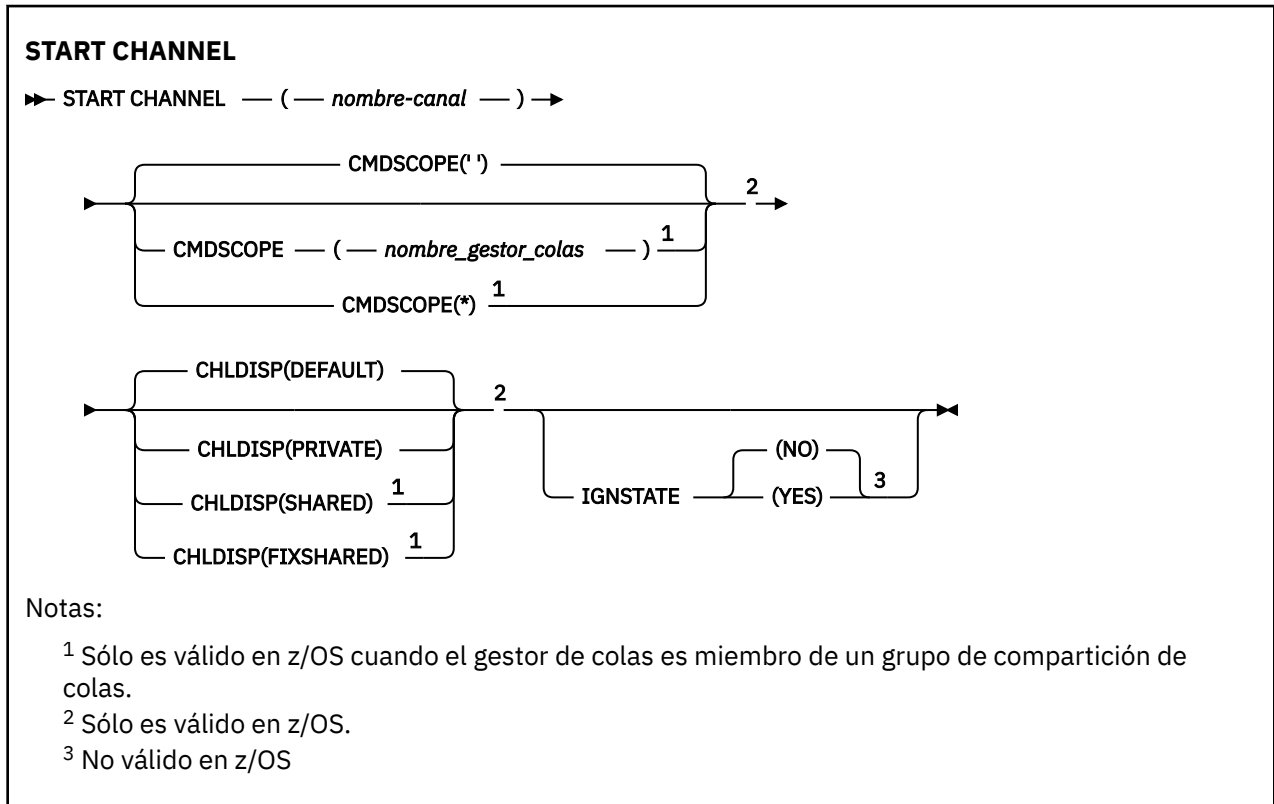 START CHANNEL
START CHANNEL ( nombre-canal )
CMDSCOPE(' ')
2
CMDSCOPE ( nombre_gestor_colas ) 1
CMDSCOPE(*) 1
CHLDISP(DEFAULT)
2
CHLDISP(PRIVATE)
CHLDISP(SHARED) 1
CHLDISP(FIXSHARED) 1
(NO)
IGNSTATE (YES) 3
Notas:
1 Sólo es válido en z/OS cuando el gestor de colas es miembro de un grupo de compartición de
colas.
2 Sólo es válido en z/OS.
3 No válido en z/OS